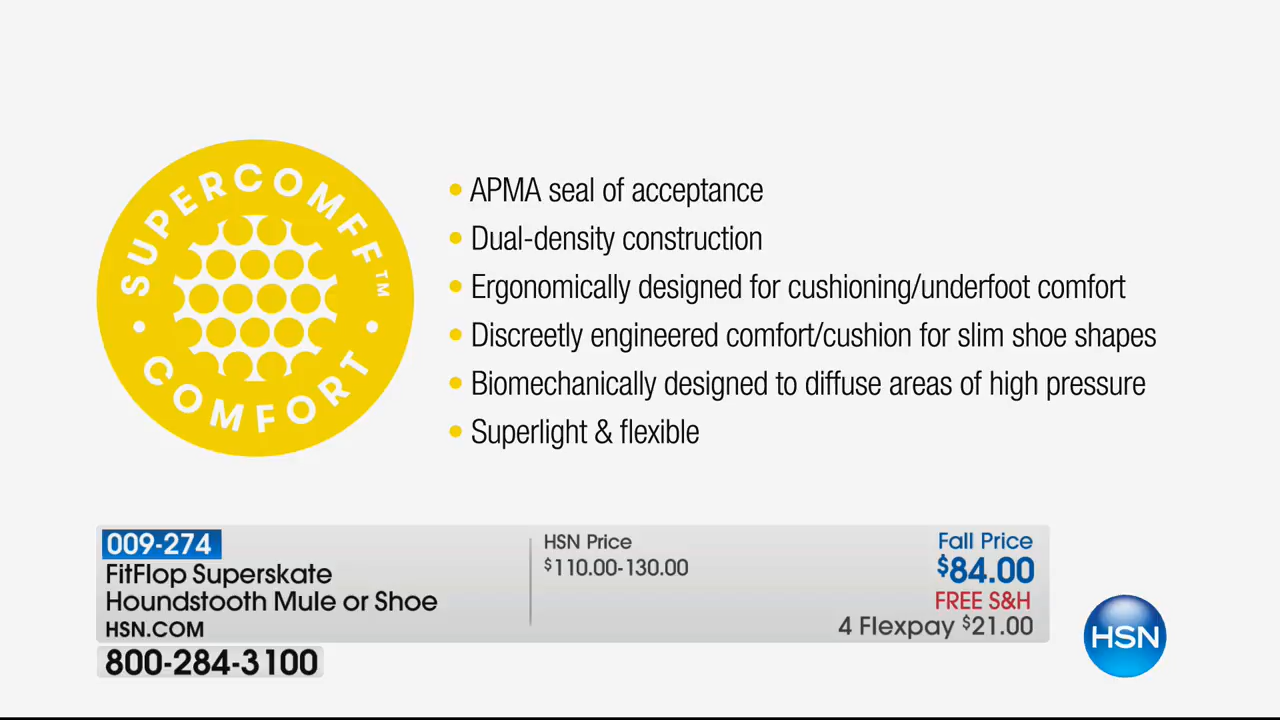 SUPERCOMFF™
COMFORT
• APMA seal of acceptance
• Dual-density construction
• Ergonomically designed for cushioning/underfoot comfort
• Discreetly engineered comfort/cushion for slim shoe shapes
• Biomechanically designed to diffuse areas of high pressure
• Superlight & flexible
009-274
FitFlop Superskate
Houndstooth Mule or Shoe
HSN.COM
800-284-3100
HSN Price
$110.00-130.00
Fall Price
$84.00
FREE S&H
4 Flexpay $21.00
HSN